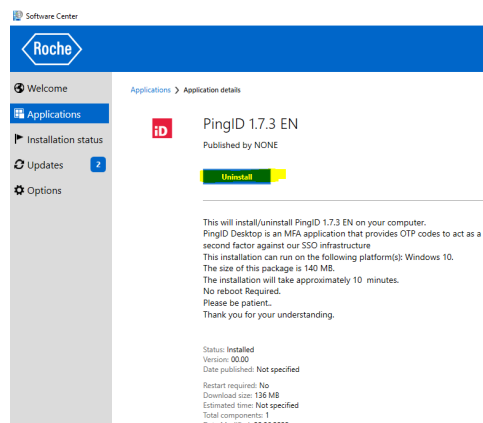 Software Center
Roche
Welcome
Applications
Installation status
Updates 2
Options
Applications > Application details
iD
PingID 1.7.3 EN
Published by NONE
Uninstall
This will install/uninstall PingID 1.7.3 EN on your computer.
PingID Desktop is an MFA application that provides OTP codes to act as a
second factor against our SSO infrastructure
This installation can run on the following platform(s): Windows 10.
The size of this package is 140 MB.
The installation will take approximately 10 minutes.
No reboot Required.
Please be patient..
Thank you for your understanding.
Status: Installed
Version: 00.00
Date published: Not specified
Restart required: No
Download size: 136 MB
Estimated time: Not specified
Total components: 1